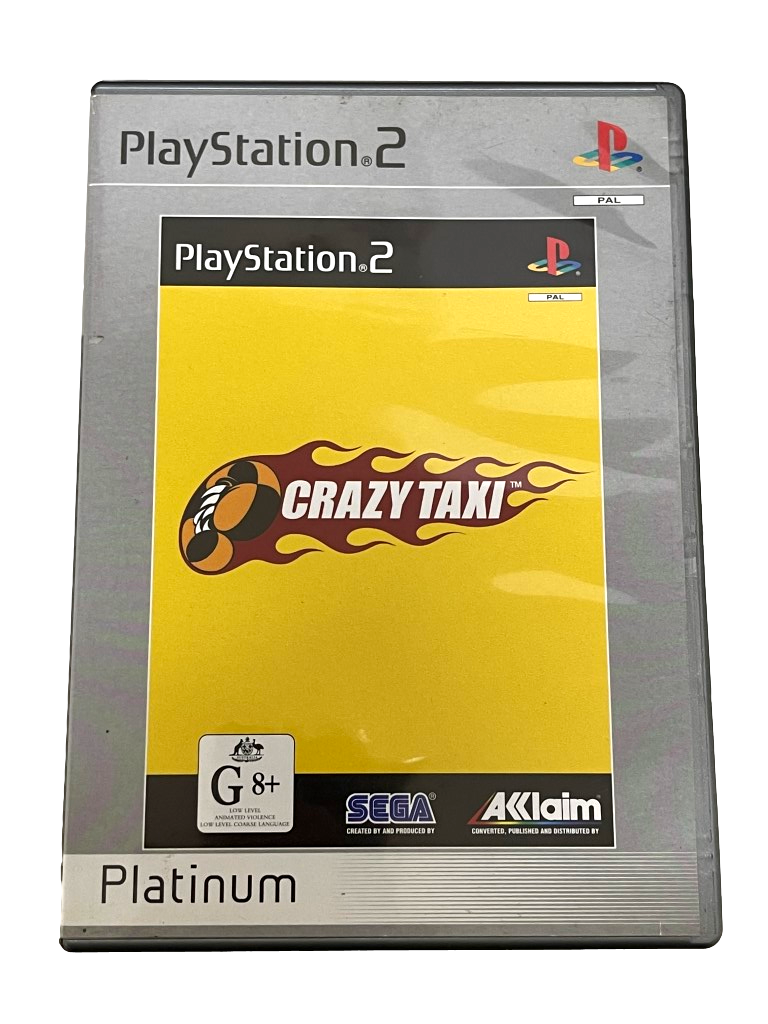 PlayStation®2
PAL
PlayStation®2
PAL
CRAZY TAXI™
G 8+
LOW LEVEL
ANIMATED VIOLENCE
LOW LEVEL COARSE LANGUAGE
SEGA®
CREATED BY AND PRODUCED BY
AKKlaim
CONVERTED, PUBLISHED AND DISTRIBUTED BY
Platinum